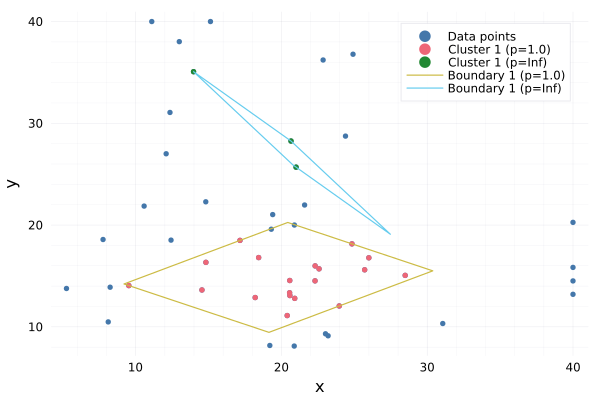 40
Data points
Cluster 1 (p=1.0)
Cluster 1 (p=Inf)
Boundary 1 (p=1.0)
Boundary 1 (p=Inf)
30
y
20
10
10
20
30
40
x